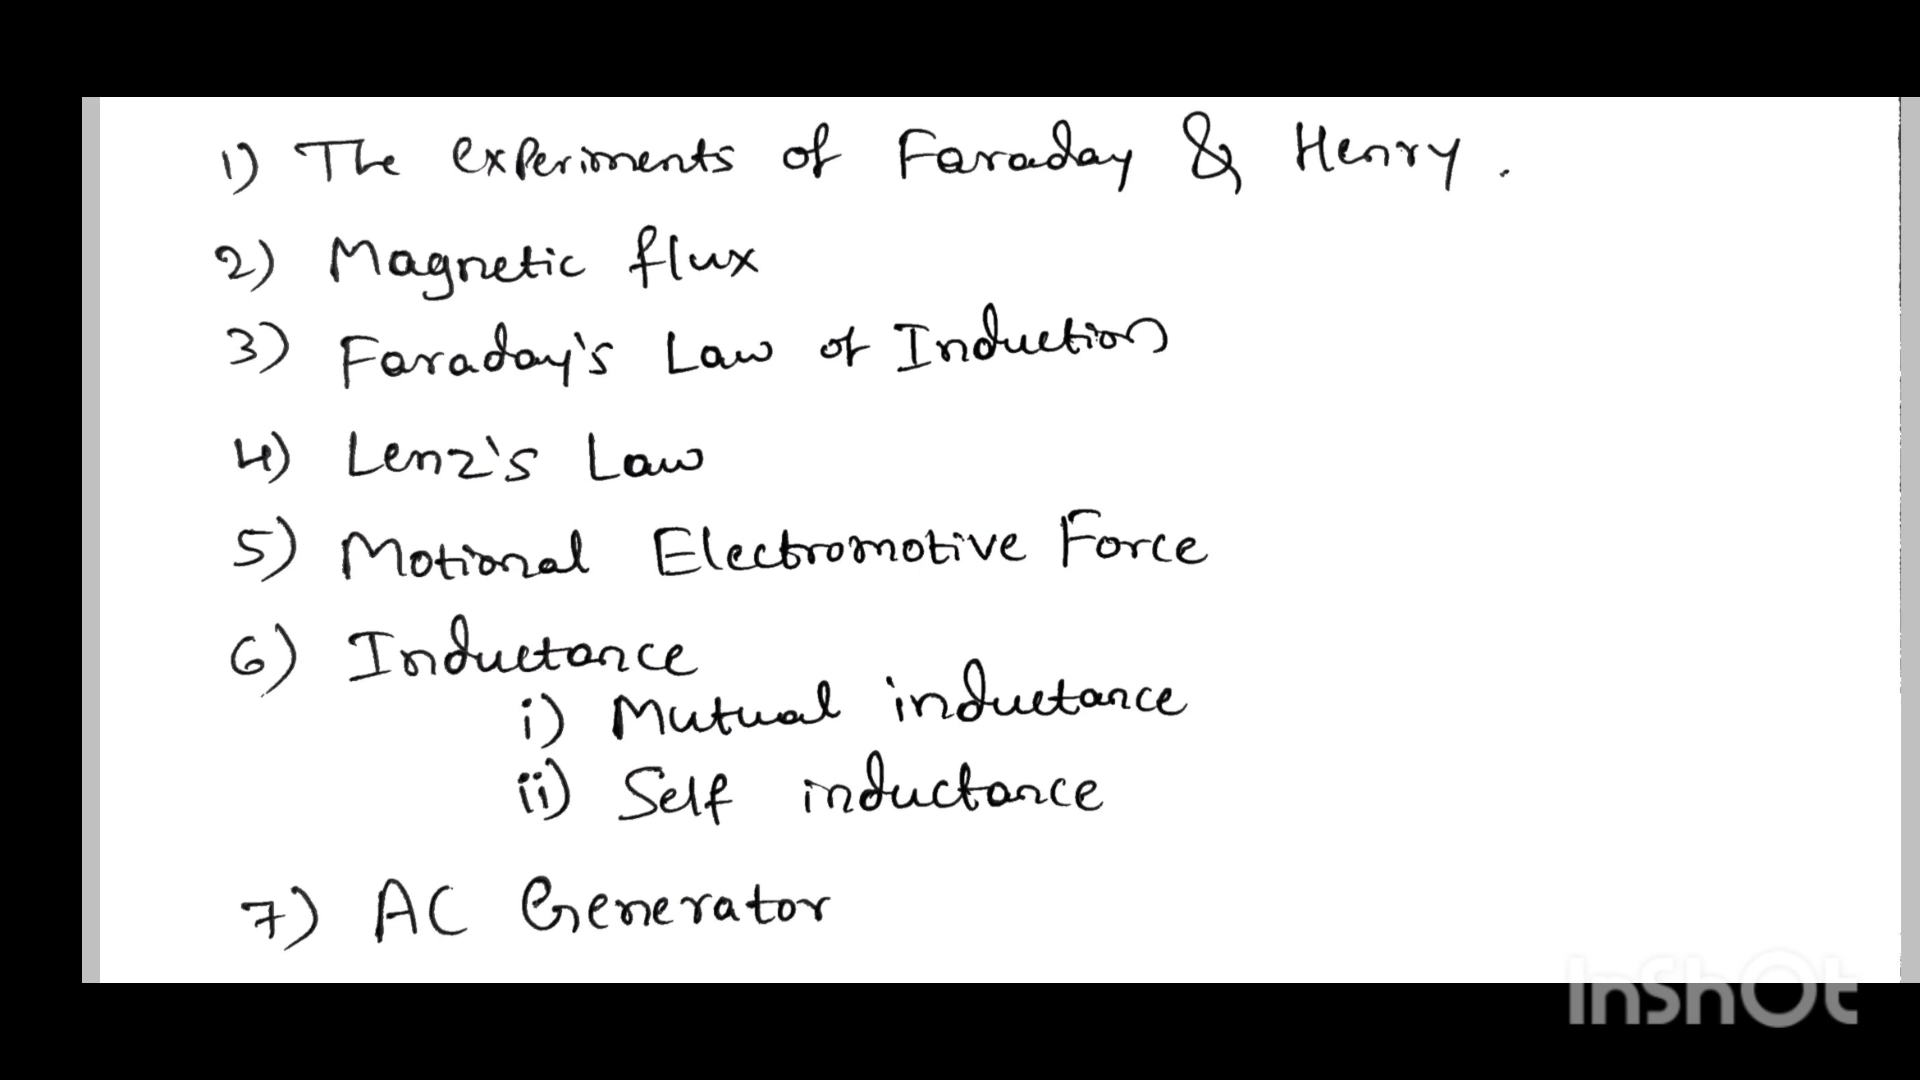 1) The experiments of Faraday & Henry.
2) Magnetic flux
3) Faraday's Law of Induction
4) Lenz's Law
5) Motional Electromotive Force
6) Inductance
i) Mutual inductance
ii) Self inductance
7) AC Generator
InShOt